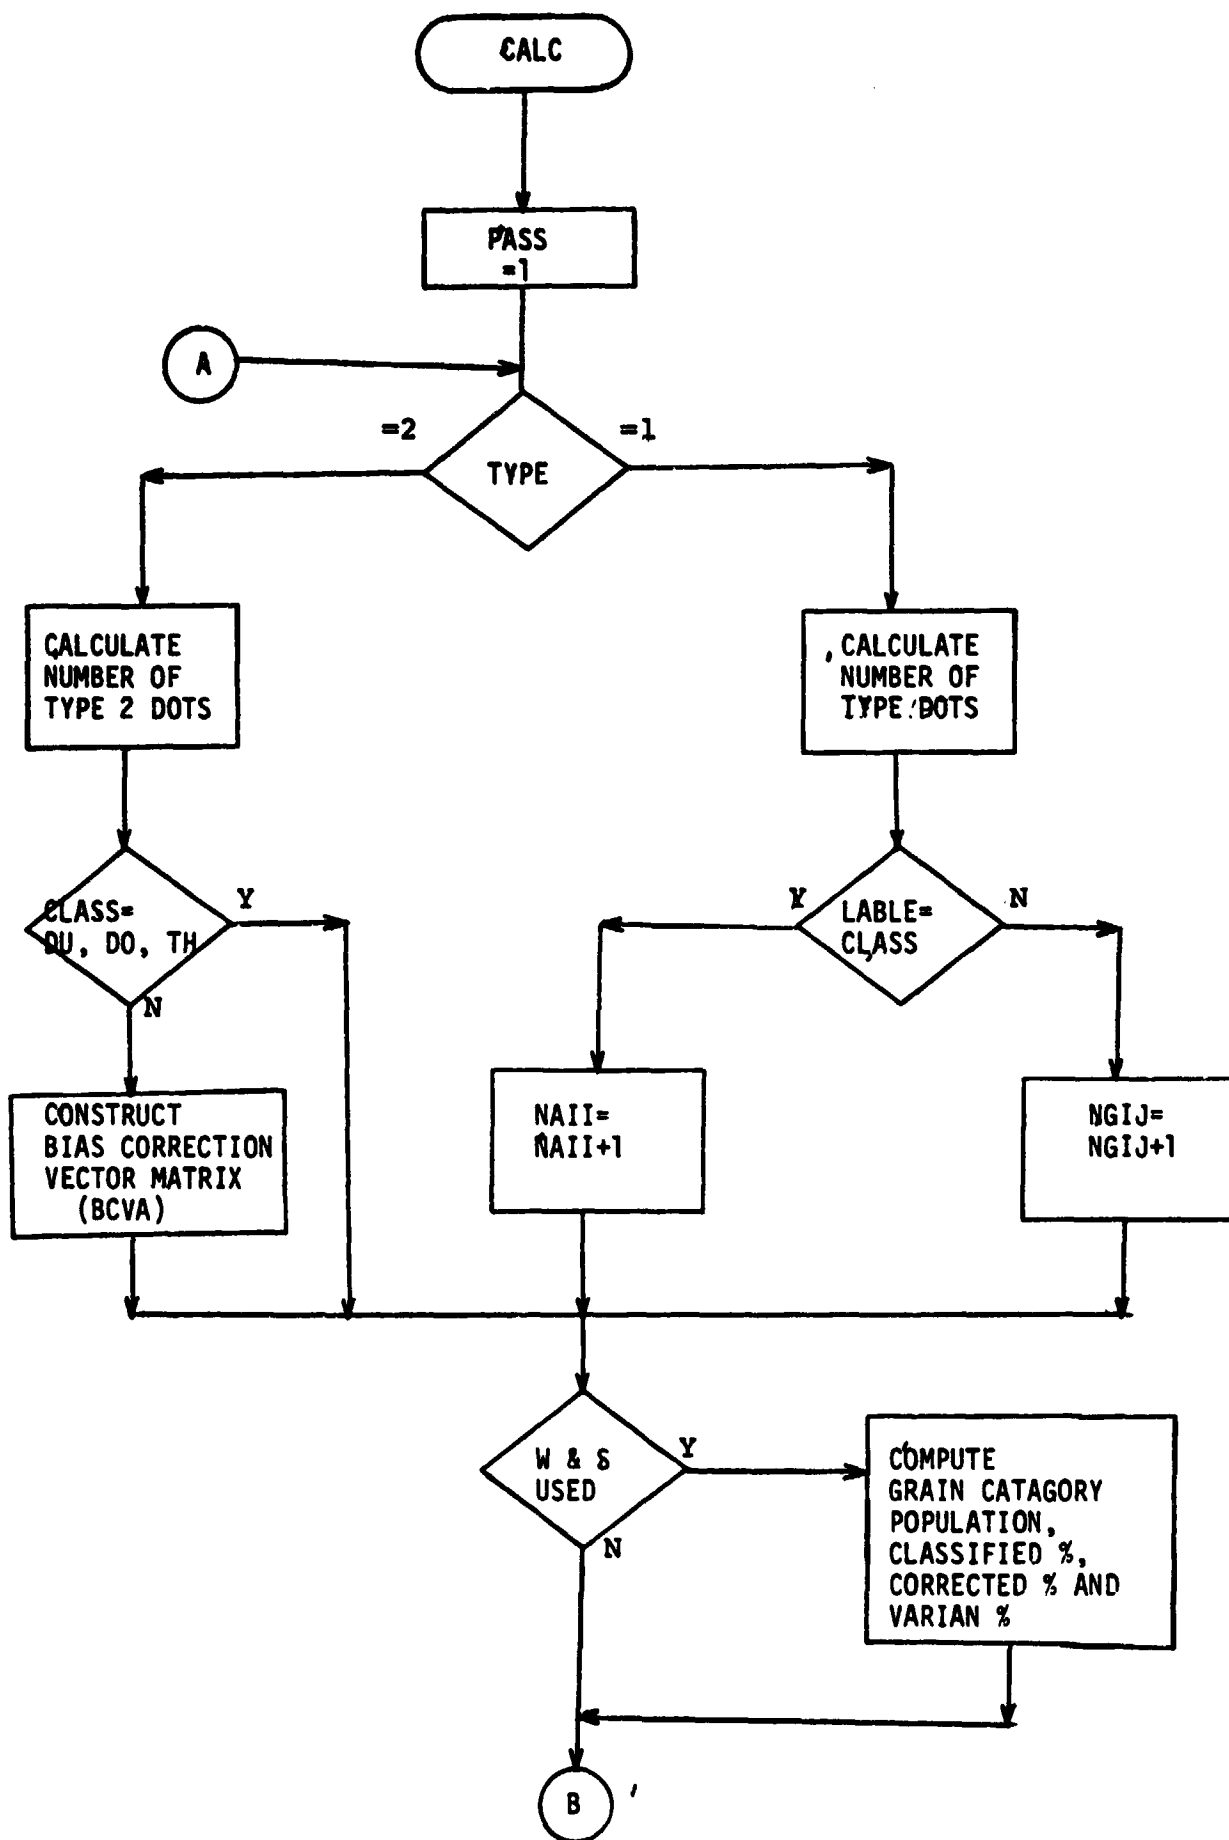 CALC
PASS
=1
A
=2
=1
TYPE
CALCULATE
NUMBER OF
TYPE 2 DOTS
CALCULATE
NUMBER OF
TYPE DOTS
CLASS=
DU, DO, TH
Y
N
Y
LABLE=
CLASS
N
CONSTRUCT
BIAS CORRECTION
VECTOR MATRIX
(BCVA)
NAII=
NAII+1
NGIJ=
NGIJ+1
W & S
USED
Y
N
COMPUTE
GRAIN CATAGORY
POPULATION,
CLASSIFIED %,
CORRECTED % AND
VARIAN %
B